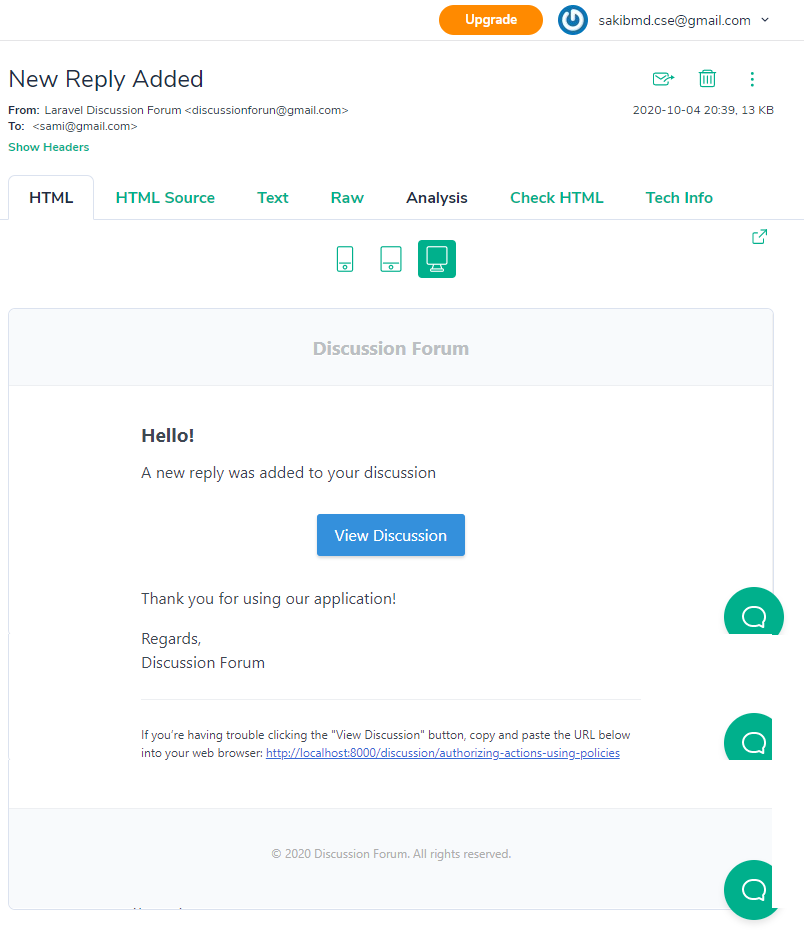 Upgrade
sakibmd.cse@gmail.com
New Reply Added
From: Laravel Discussion Forum <discussionforun@gmail.com>
2020-10-04 20:39, 13 KB
To: <sami@gmail.com>
Show Headers
HTML HTML Source Text Raw Analysis Check HTML Tech Info
Discussion Forum
Hello!
A new reply was added to your discussion
View Discussion
Thank you for using our application!
Regards,
Discussion Forum
If you’re having trouble clicking the "View Discussion" button, copy and paste the URL below
into your web browser: http://localhost:8000/discussion/authorizing-actions-using-policies
© 2020 Discussion Forum. All rights reserved.